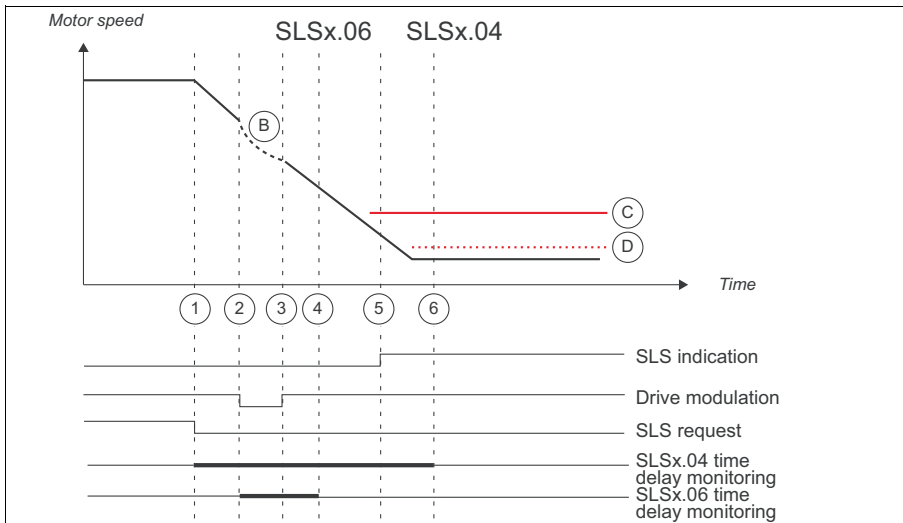 Motor speed
SLSx.06
SLSx.04
B
C
D
Time
1
2
3
4
5
6
SLS indication
Drive modulation
SLS request
SLSx.04 time
delay monitoring
SLSx.06 time
delay monitoring